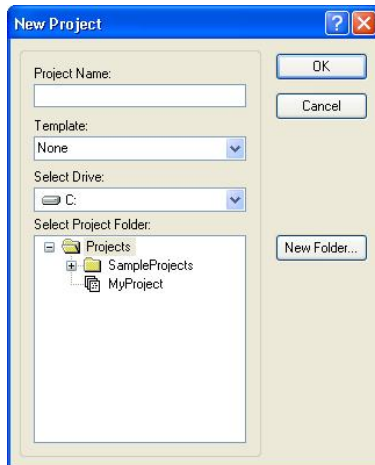 New Project
Project Name:
OK
Cancel
Template:
None
Select Drive:
C:
Select Project Folder:
Projects
New Folder...
SampleProjects
MyProject